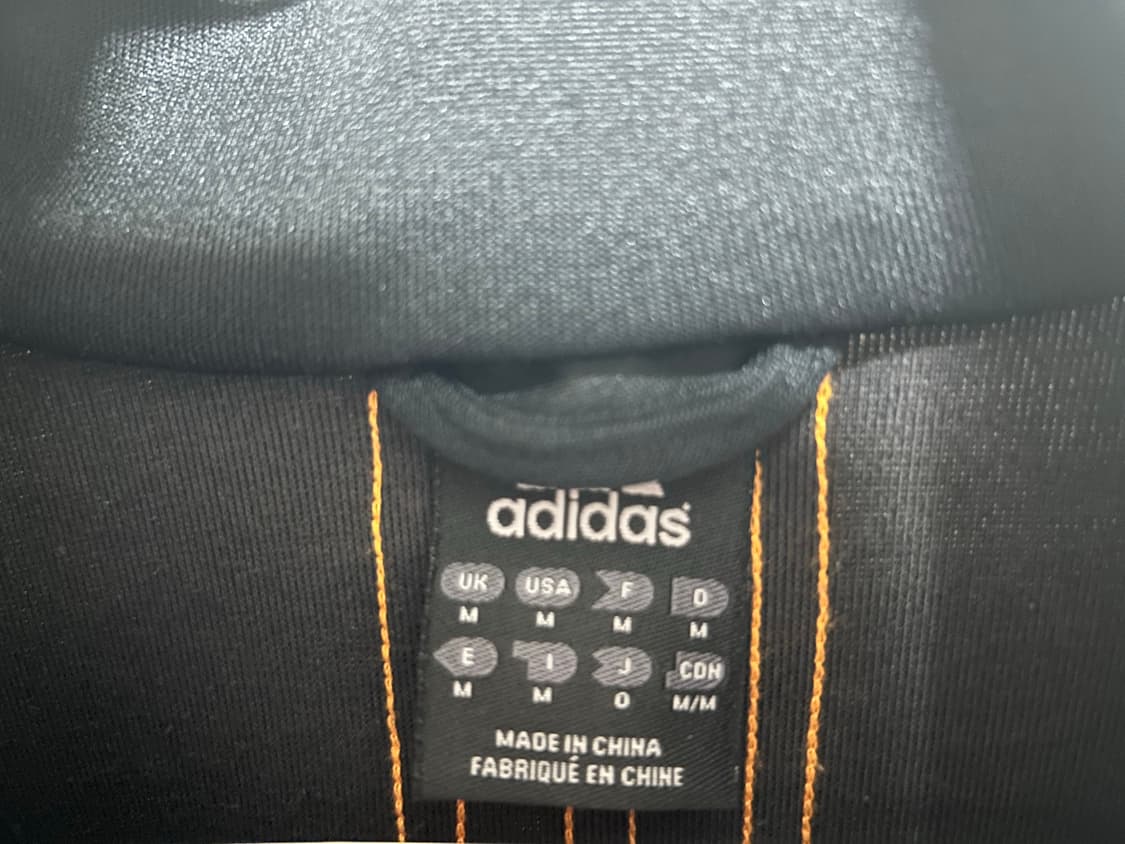 adidas
UK USA F D
M M M M
E I J CDN
M M O M/M
MADE IN CHINA
FABRIQUÉ EN CHINE